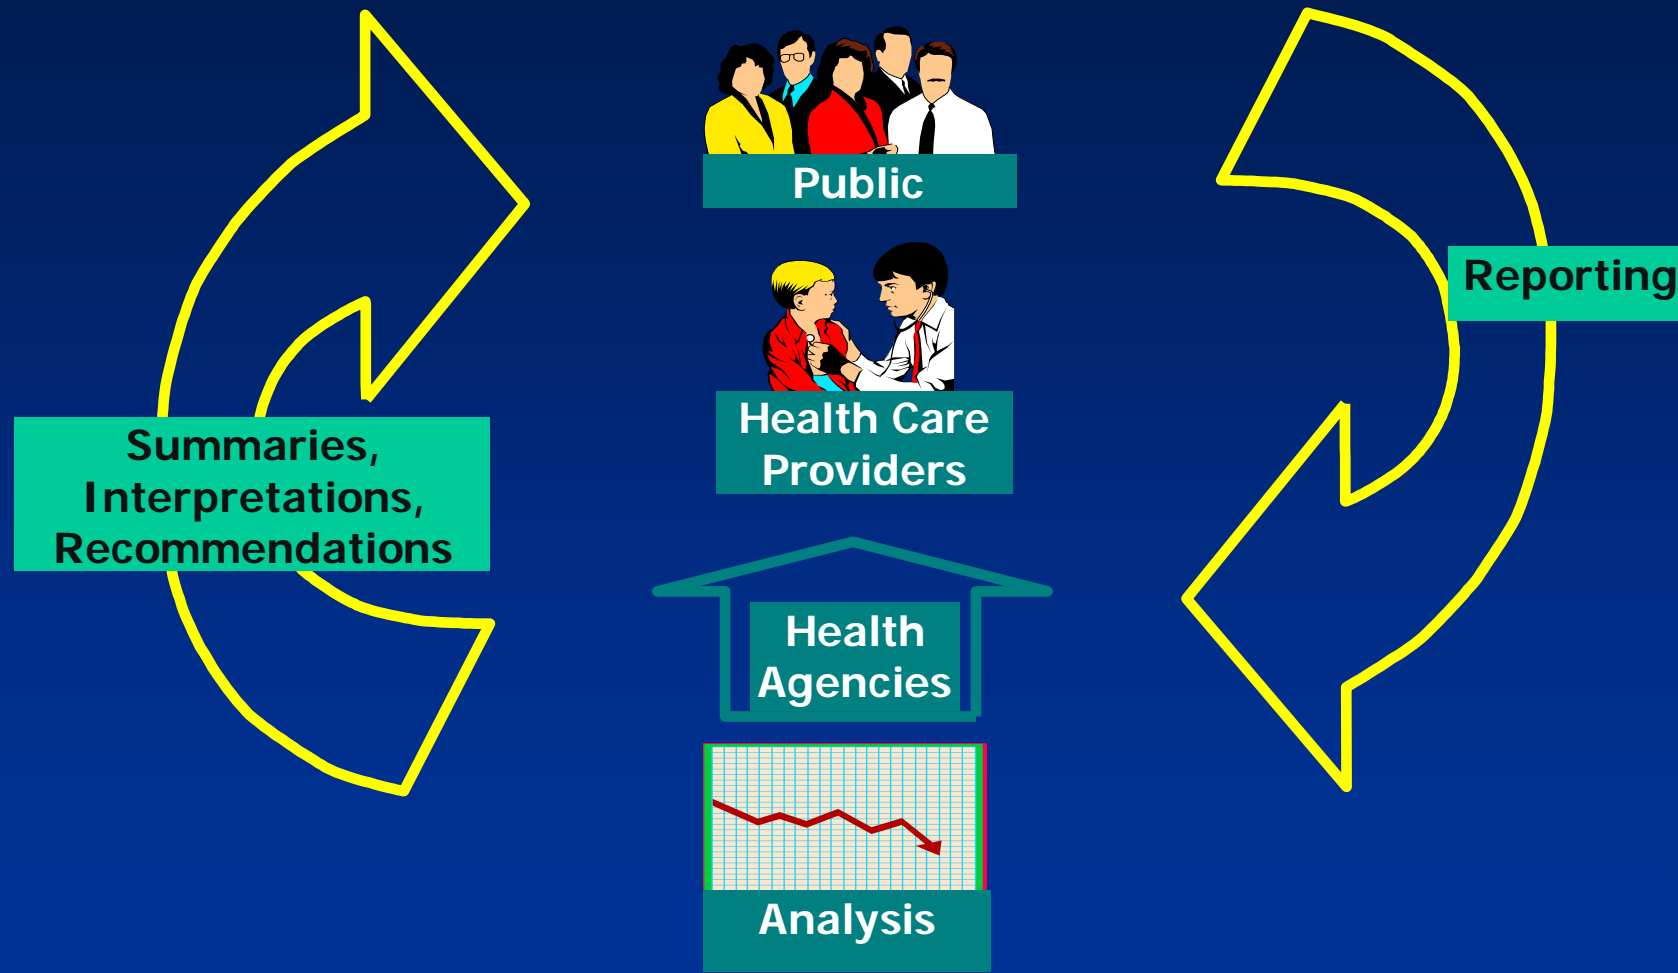 Public
Reporting
Health Care
Providers
Summaries,
Interpretations,
Recommendations
Health
Agencies
Analysis